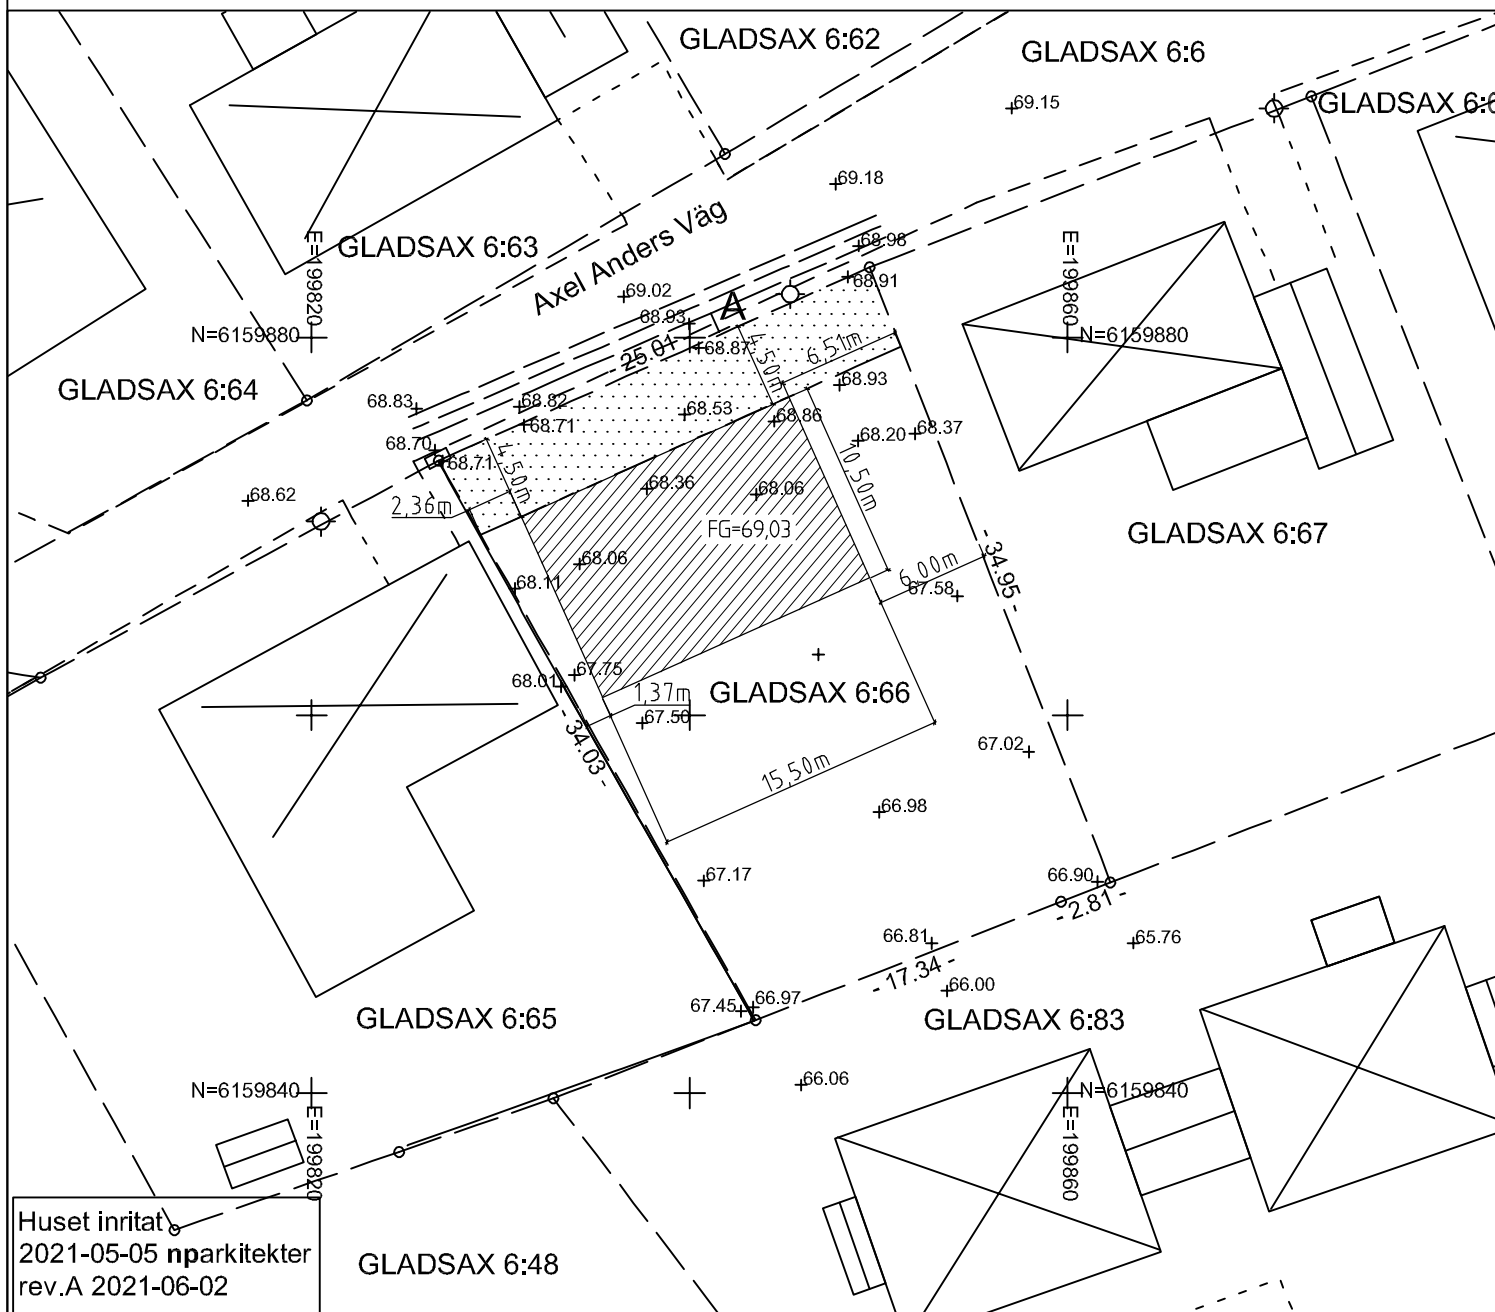 GLADSAX 6:62
GLADSAX 6:6
GLADSAX 6:6
69.15
69.18
Axel Anders Väg
GLADSAX 6:63
E=199820
N=6159880
68.98
68.91
69.02
68.93
A
25.01
68.87
4,50m
6,51m
E=199860
N=6159880
GLADSAX 6:64
68.83
68.82
68.71
68.53
68.93
68.86
68.70
68.71
4,50m
68.20
68.37
10,50m
68.62
2,36m
68.36
68.06
FG=69,03
GLADSAX 6:67
68.06
68.11
6,00m
- 34.95 -
67.58
67.75
68.01
1,37m
GLADSAX 6:66
67.50
- 34.03 -
67.02
15,50m
66.98
67.17
66.90
- 2.81 -
66.81
65.76
- 17.34 -
66.00
67.45
66.97
GLADSAX 6:65
GLADSAX 6:83
66.06
N=6159840
E=199820
N=6159840
E=199860
Huset inritat
2021-05-05 nparkitekter
rev.A 2021-06-02
GLADSAX 6:48